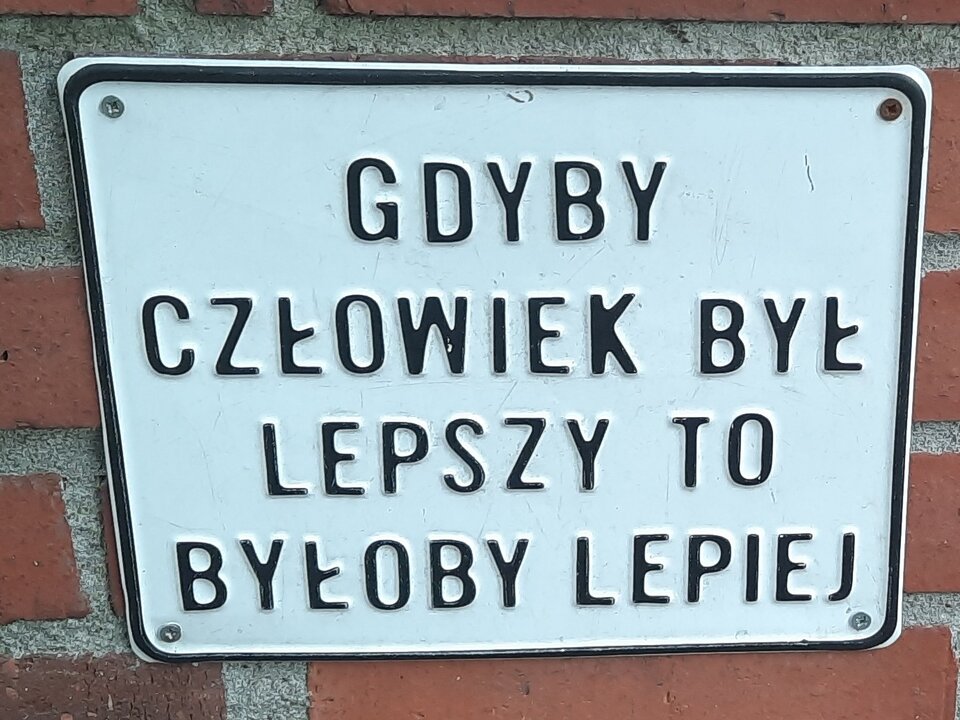 GDYBY
CZŁOWIEK BYŁ
LEPSZY TO
BYŁOBY LEPIEJ